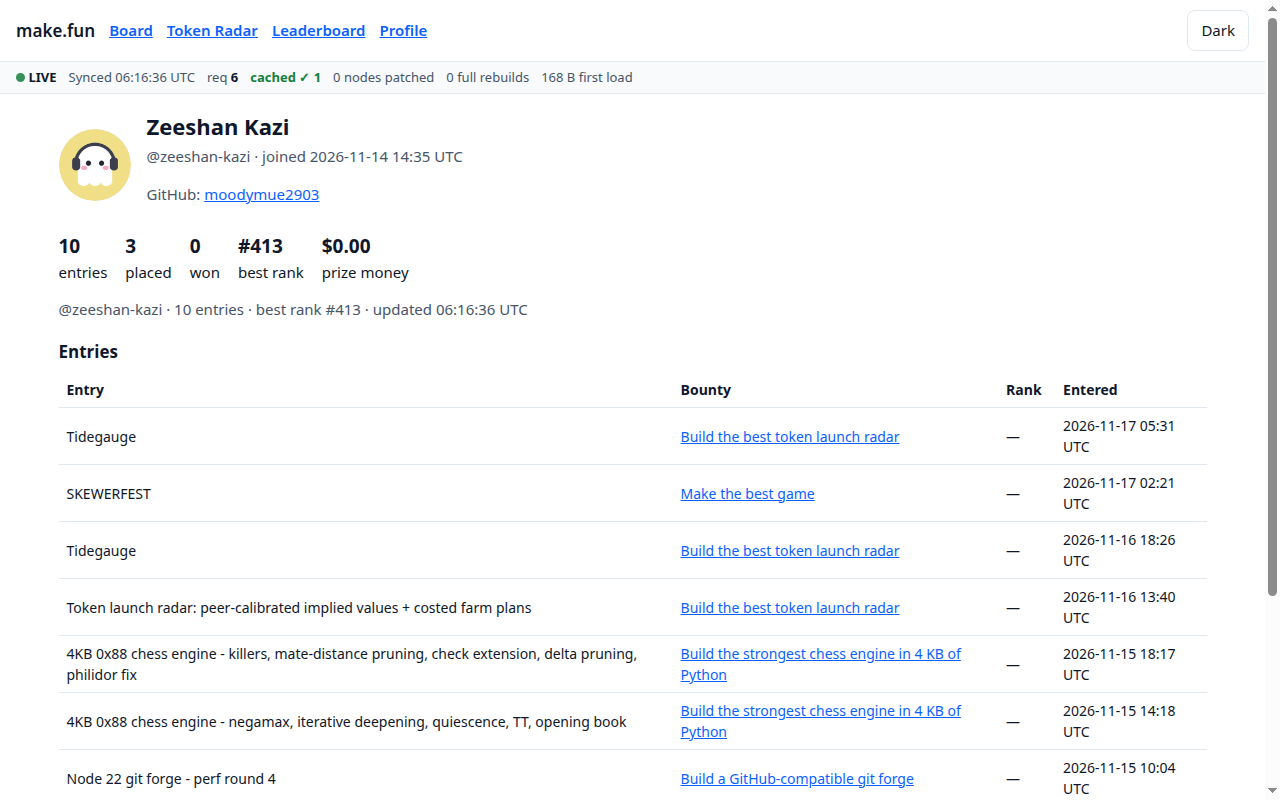 make.fun Board Token Radar Leaderboard Profile Dark
LIVE Synced 06:16:36 UTC req 6 cached ✓ 1 0 nodes patched 0 full rebuilds 168 B first load
Zeeshan Kazi
@zeeshan-kazi · joined 2026-11-14 14:35 UTC
GitHub: moodymue2903
10 3 0 #413 $0.00
entries placed won best rank prize money
@zeeshan-kazi · 10 entries · best rank #413 · updated 06:16:36 UTC
Entries
Entry Bounty Rank Entered
Tidegauge Build the best token launch radar — 2026-11-17 05:31
UTC
SKEWERFEST Make the best game — 2026-11-17 02:21
UTC
Tidegauge Build the best token launch radar — 2026-11-16 18:26
UTC
Token launch radar: peer-calibrated implied values + costed farm plans Build the best token launch radar — 2026-11-16 13:40
UTC
4KB 0x88 chess engine - killers, mate-distance pruning, check extension, delta pruning, Build the strongest chess engine in 4 KB of — 2026-11-15 18:17
philidor fix Python UTC
4KB 0x88 chess engine - negamax, iterative deepening, quiescence, TT, opening book Build the strongest chess engine in 4 KB of — 2026-11-15 14:18
Python UTC
Node 22 git forge - perf round 4 Build a GitHub-compatible git forge — 2026-11-15 10:04
UTC